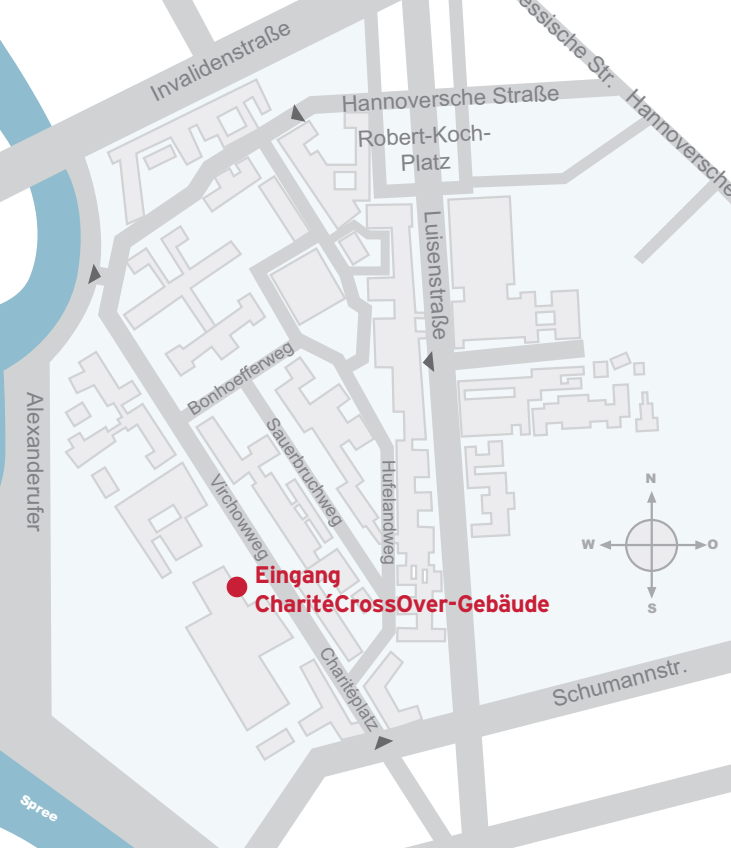 essische Str.
Invalidenstraße
Hannoversche Straße
Hannoversche
Robert-Koch-
Platz
Luisenstraße
Bonhoefferweg
Alexanderufer
Sauerbruchweg
Hufelandweg
Virchowweg
N
W
O
S
Eingang
CharitéCrossOver-Gebäude
Charitéplatz
Schumannstr.
Spree